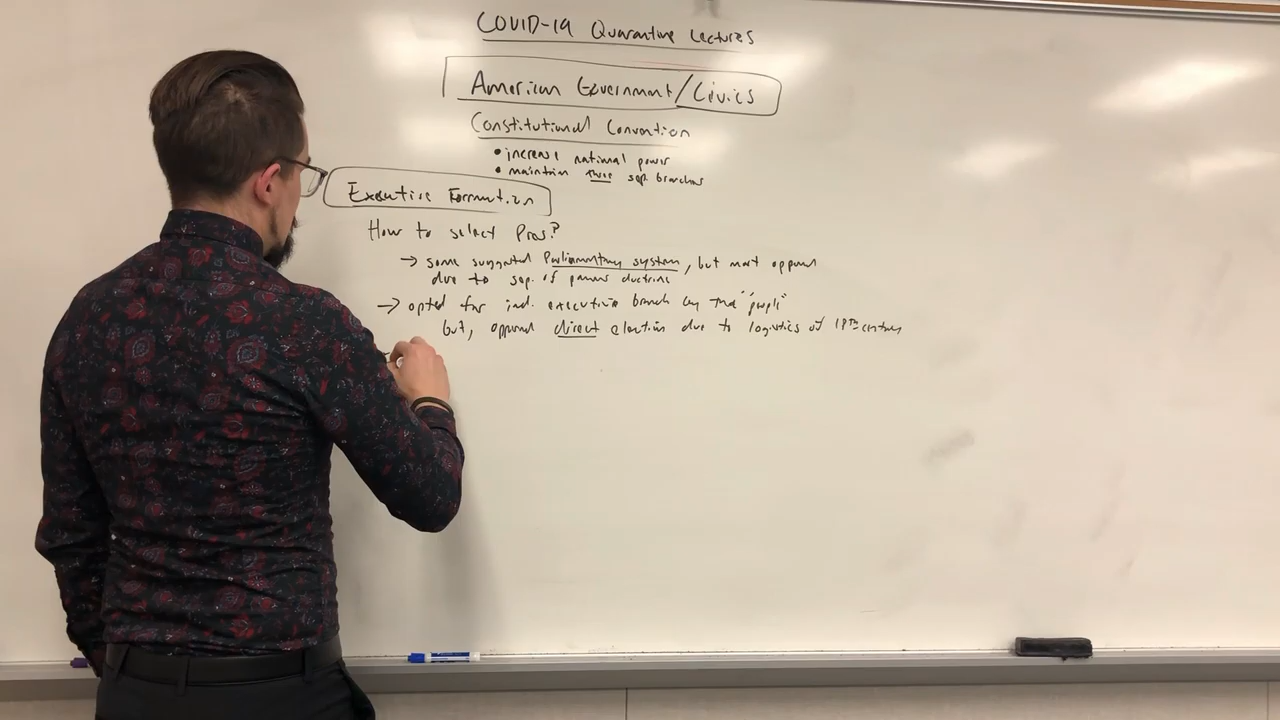 COVID-19 Quarantine Lectures
American Government/Civics
Constitutional Convention
• increase national power
• maintain three sep. branches
Executive Formation
How to select Pres?
→ some suggested Parliamentary system, but most opposed
due to sep. of powers doctrine
→ opted for ind. executive branch by the "people"
but, opposed direct election due to logistics of 18th century